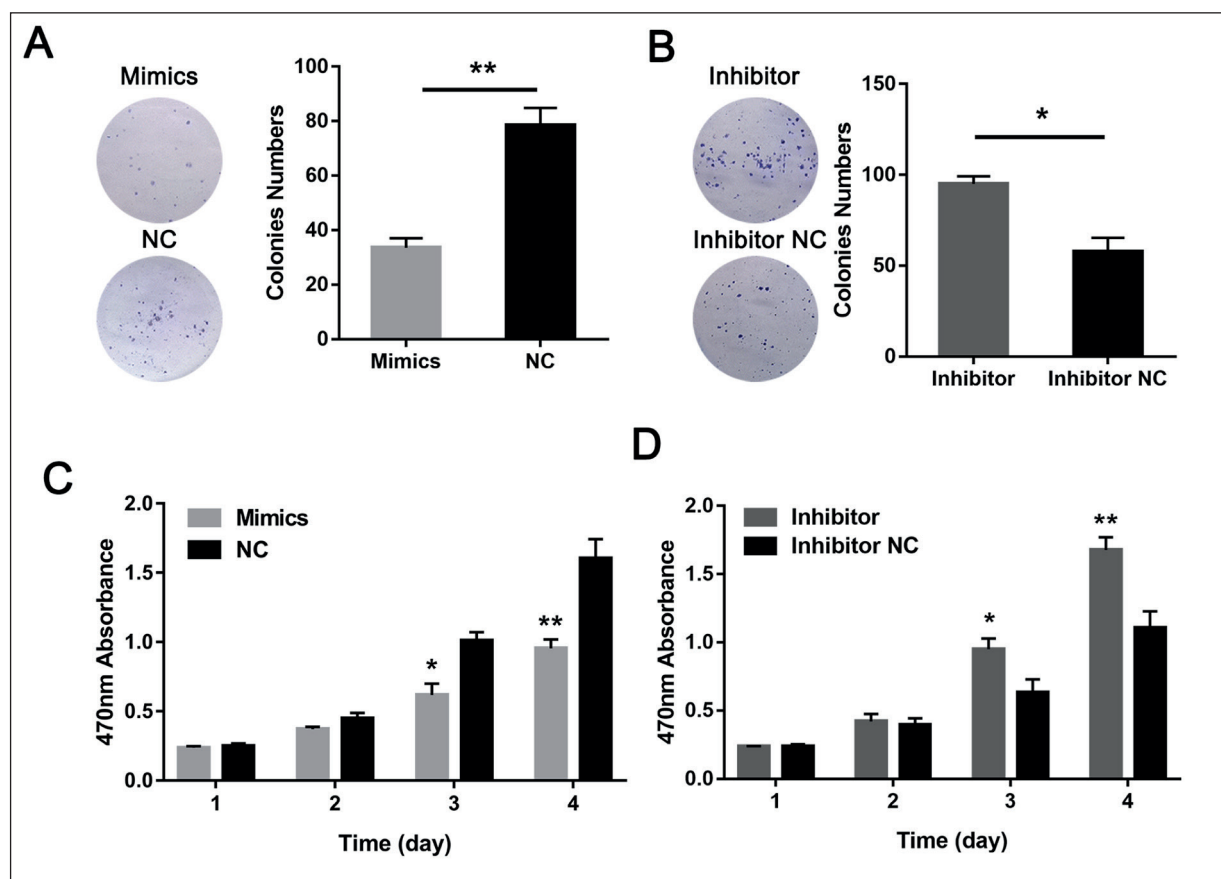 A
Mimics
NC
Colonies Numbers
100
80
60
40
20
0
**
Mimics
NC
B
Inhibitor
Inhibitor NC
Colonies Numbers
150
100
50
0
*
Inhibitor
Inhibitor NC
C
470nm Absorbance
2.0
1.5
1.0
0.5
0.0
Mimics
NC
*
**
1
2
3
4
Time (day)
D
470nm Absorbance
2.0
1.5
1.0
0.5
0.0
Inhibitor
Inhibitor NC
*
**
1
2
3
4
Time (day)